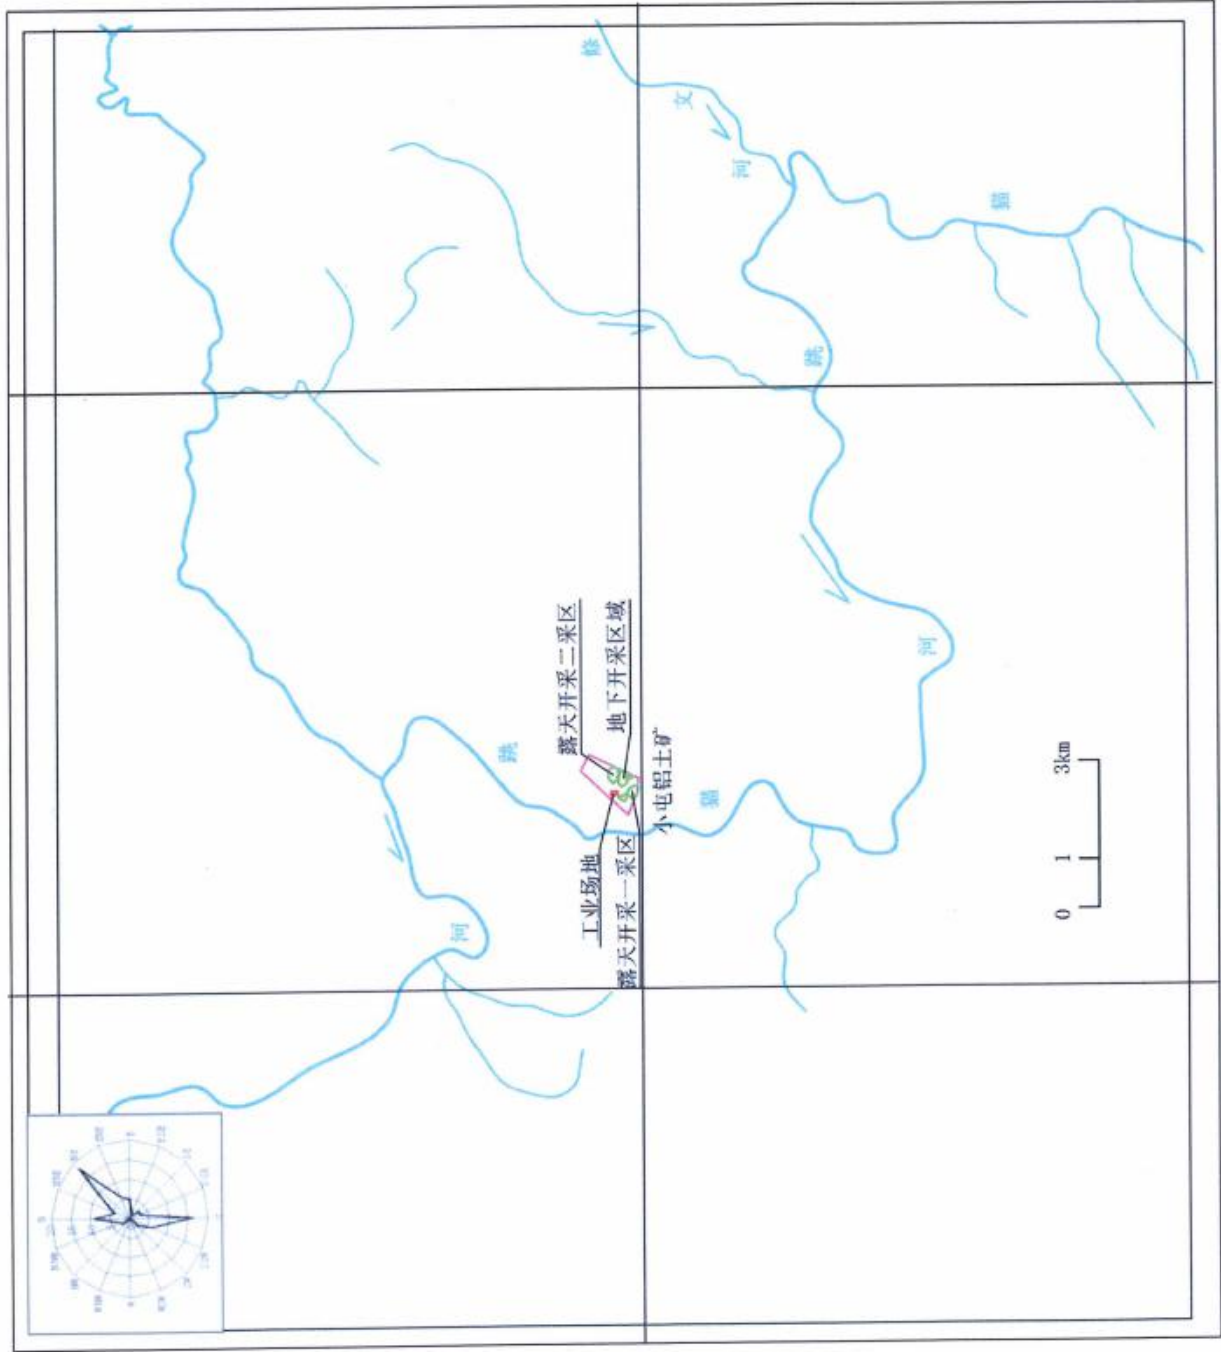 修
文
河
猫
跳
河
猫
跳
河
露天开采二采区
地下开采区域
工业场地
露天开采一采区
小屯铝土矿
0 1 3km